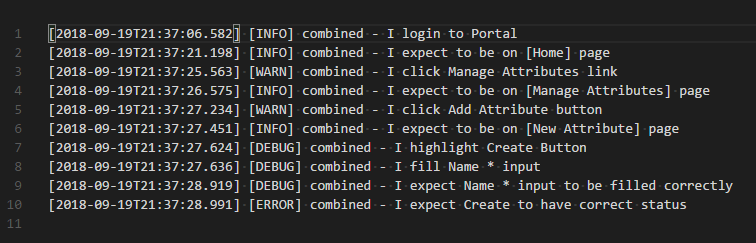 1 [2018-09-19T21:37:06.582] [INFO] combined - I login to Portal
2 [2018-09-19T21:37:21.198] [INFO] combined - I expect to be on [Home] page
3 [2018-09-19T21:37:25.563] [WARN] combined - I click Manage Attributes link
4 [2018-09-19T21:37:26.575] [INFO] combined - I expect to be on [Manage Attributes] page
5 [2018-09-19T21:37:27.234] [WARN] combined - I click Add Attribute button
6 [2018-09-19T21:37:27.451] [INFO] combined - I expect to be on [New Attribute] page
7 [2018-09-19T21:37:27.624] [DEBUG] combined - I highlight Create Button
8 [2018-09-19T21:37:27.636] [DEBUG] combined - I fill Name * input
9 [2018-09-19T21:37:28.919] [DEBUG] combined - I expect Name * input to be filled correctly
10 [2018-09-19T21:37:28.991] [ERROR] combined - I expect Create to have correct status
11